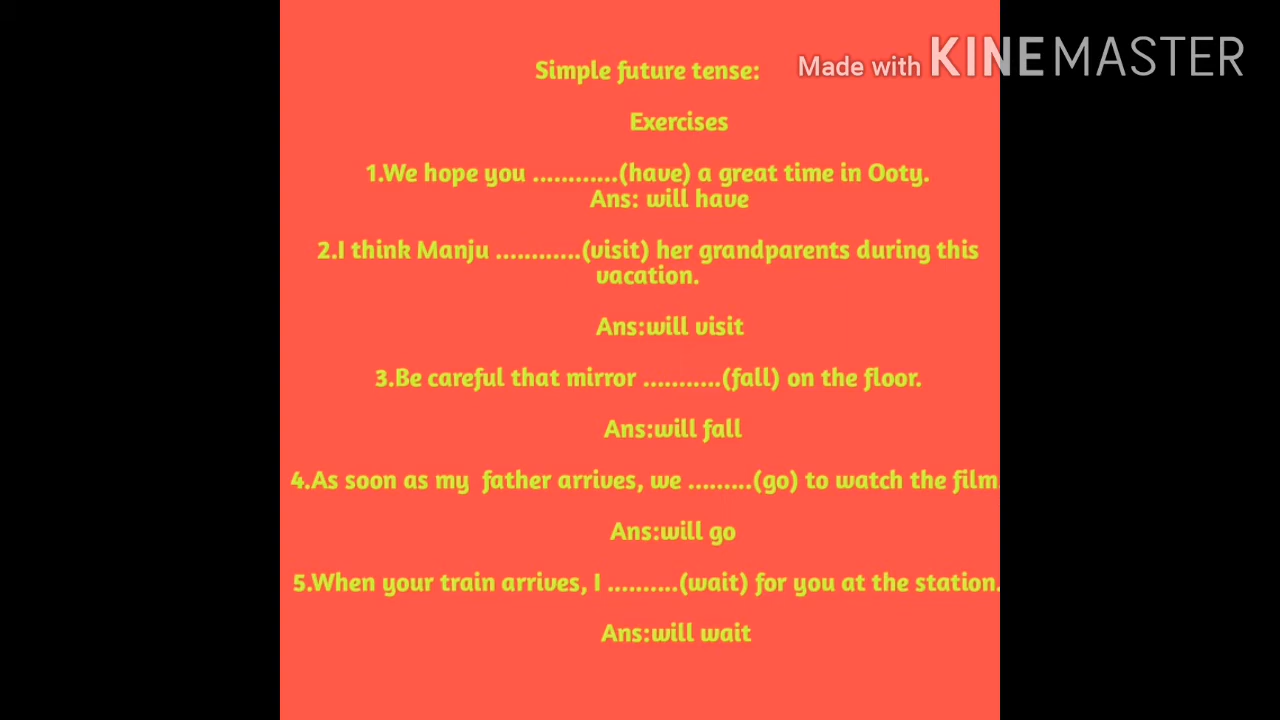 Simple future tense:
Made with KINEMASTER
Exercises
1.We hope you ............(have) a great time in Ooty.
Ans: will have
2.I think Manju ............(visit) her grandparents during this
vacation.
Ans:will visit
3.Be careful that mirror ...........(fall) on the floor.
Ans:will fall
4.As soon as my  father arrives, we .........(go) to watch the film.
Ans:will go
5.When your train arrives, I ..........(wait) for you at the station.
Ans:will wait